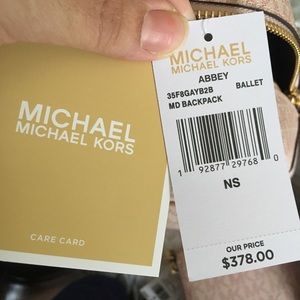 MICHAEL
MICHAEL KORS
CARE CARD
MICHAEL
MICHAEL KORS
ABBEY
35F8GAYB2B BALLET
MD BACKPACK
1 92877 29768 0
NS
OUR PRICE
$378.00